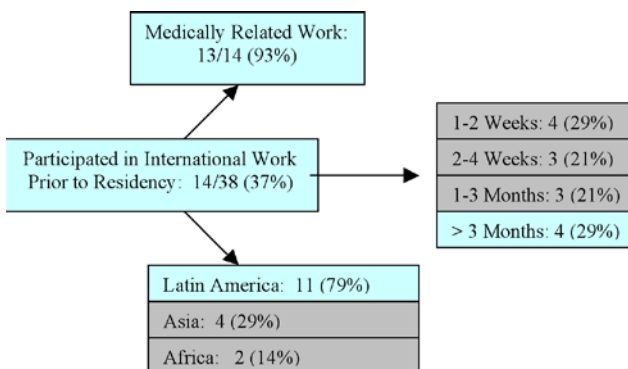 Medically Related Work:
13/14 (93%)
Participated in International Work
Prior to Residency: 14/38 (37%)
1-2 Weeks: 4 (29%)
2-4 Weeks: 3 (21%)
1-3 Months: 3 (21%)
> 3 Months: 4 (29%)
Latin America: 11 (79%)
Asia: 4 (29%)
Africa: 2 (14%)